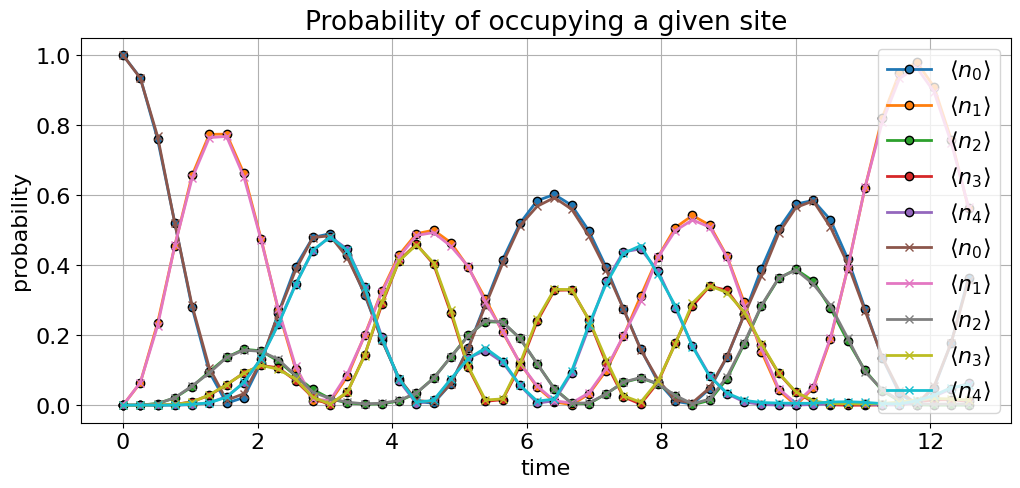 Probability of occupying a given site
1.0
0.8
0.6
0.4
0.2
0.0
probability
0 2 4 6 8 10 12
time
⟨n₀⟩
⟨n₁⟩
⟨n₂⟩
⟨n₃⟩
⟨n₄⟩
⟨n₀⟩
⟨n₁⟩
⟨n₂⟩
⟨n₃⟩
⟨n₄⟩